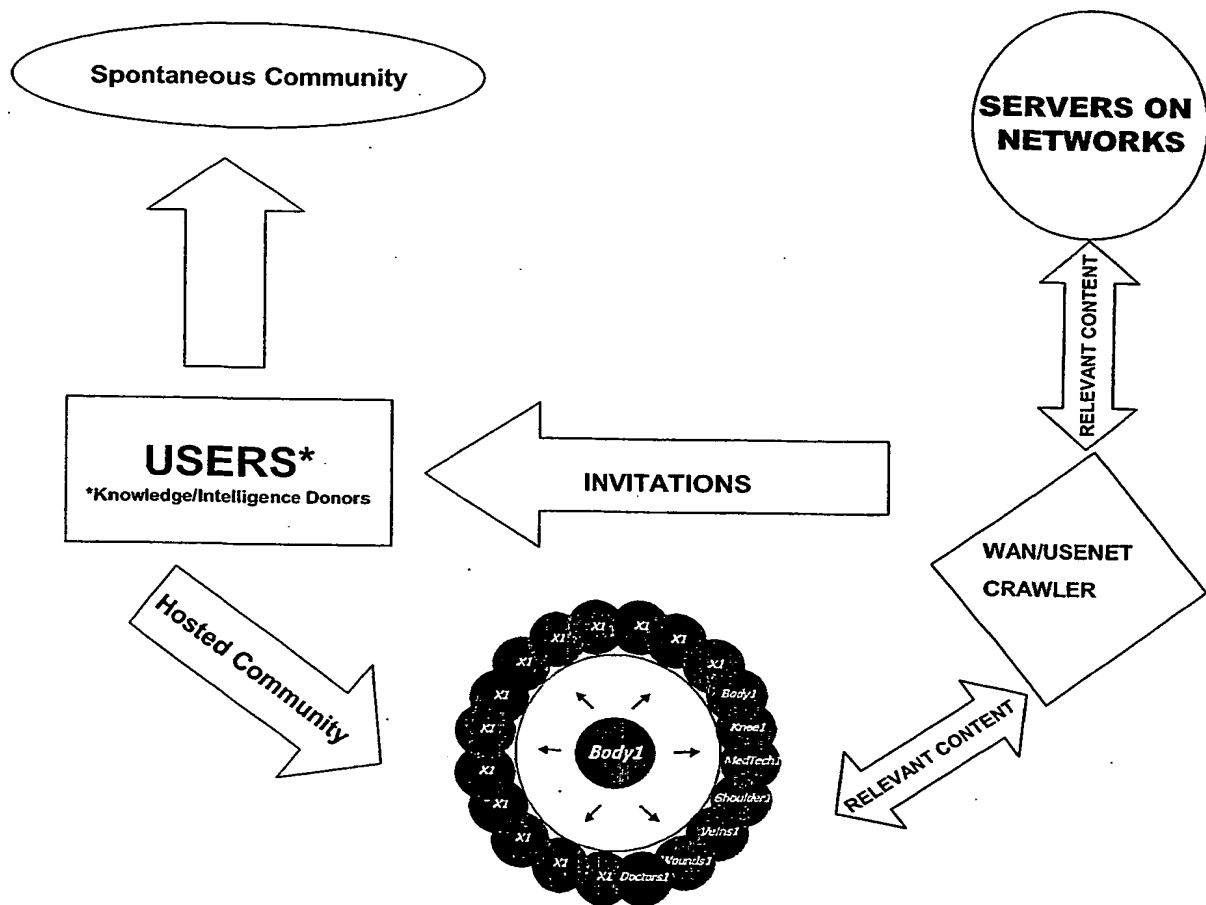 Spontaneous Community
SERVERS ON
NETWORKS
RELEVANT CONTENT
USERS*
*Knowledge/Intelligence Donors
INVITATIONS
WAN/USENET
CRAWLER
Hosted Community
X1
X1
X1
X1
X1
Body1
Knee1
MedTech1
Shoulder1
Veins1
Wounds1
Doctors1
X1
X1
X1
X1
X1
X1
X1
X1
Body1
RELEVANT CONTENT